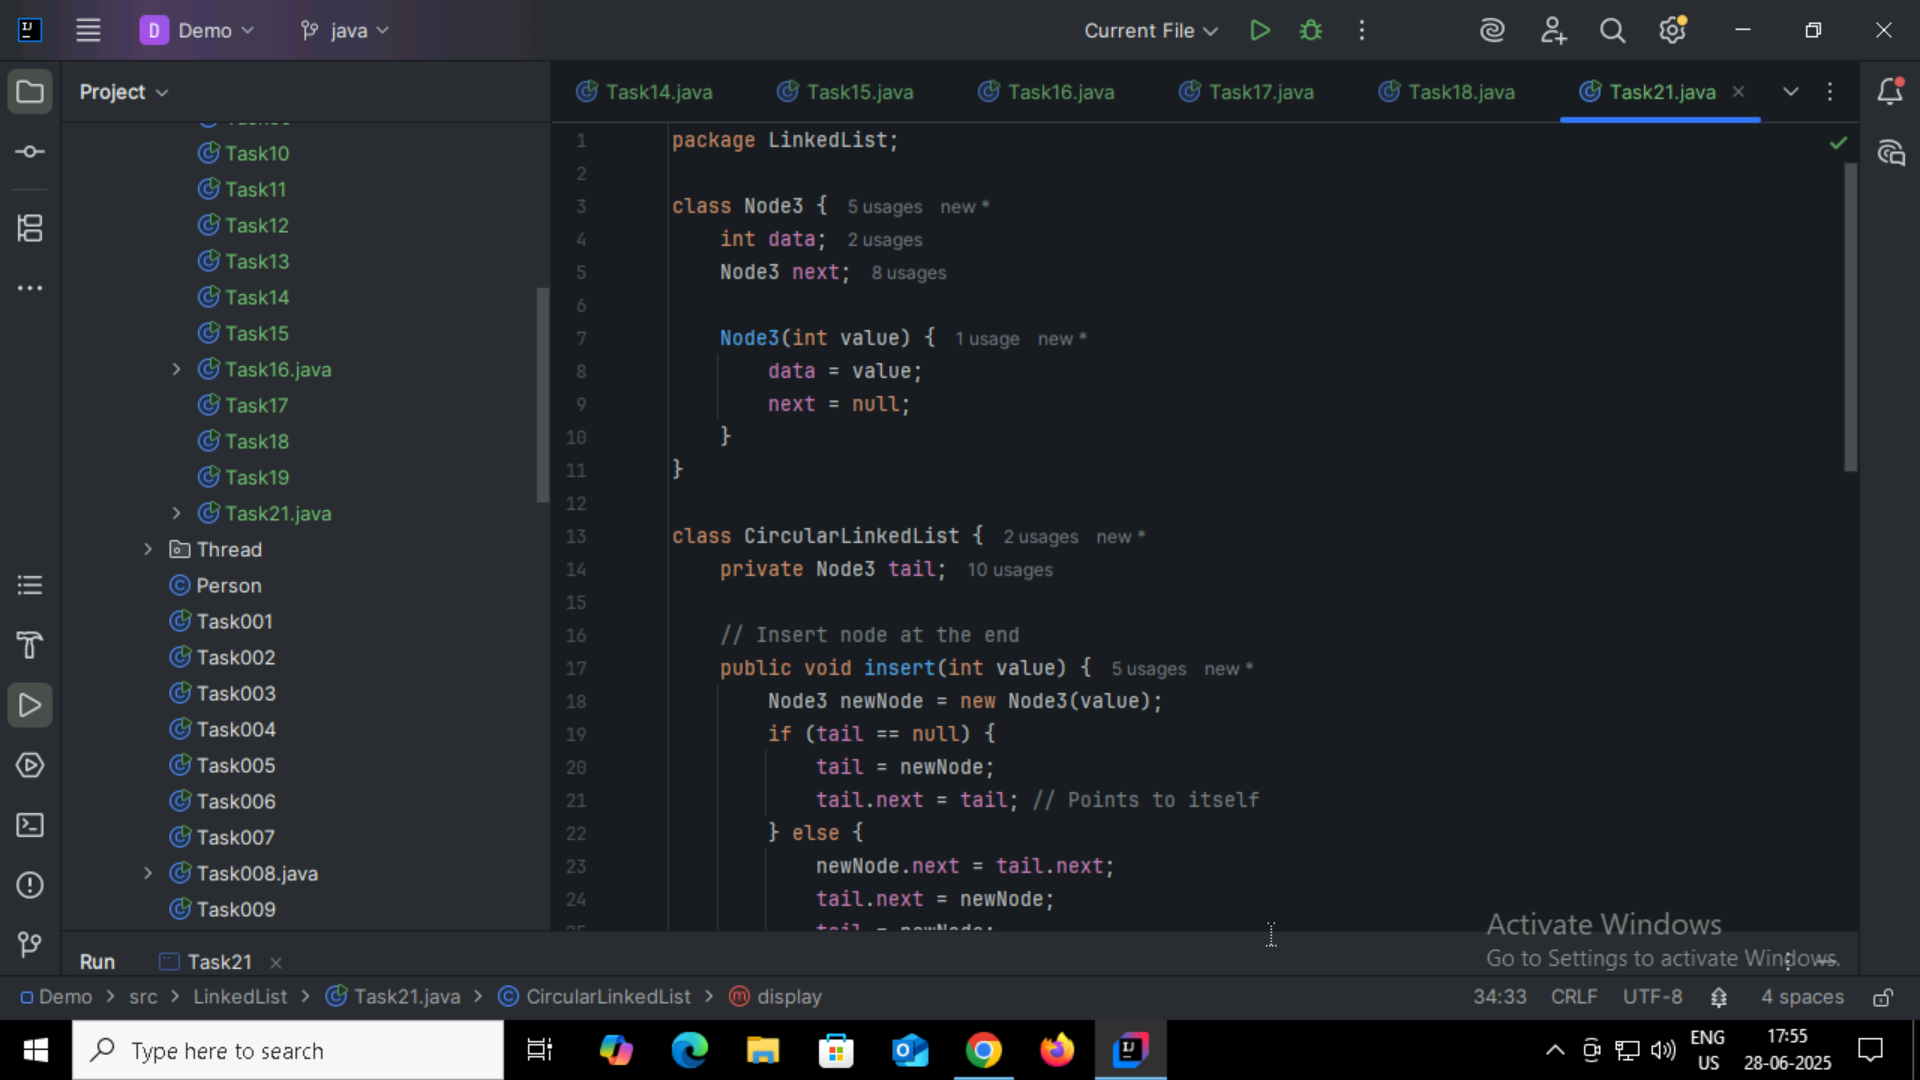 Demo java Current File
Project
Task10
Task11
Task12
Task13
Task14
Task15
Task16.java
Task17
Task18
Task19
Task21.java
Thread
Person
Task001
Task002
Task003
Task004
Task005
Task006
Task007
Task008.java
Task009
Task14.java Task15.java Task16.java Task17.java Task18.java Task21.java
1 package LinkedList;
2
3 class Node3 { 5 usages new *
4 int data; 2 usages
5 Node3 next; 8 usages
6
7 Node3(int value) { 1 usage new *
8 data = value;
9 next = null;
10 }
11 }
12
13 class CircularLinkedList { 2 usages new *
14 private Node3 tail; 10 usages
15
16 // Insert node at the end
17 public void insert(int value) { 5 usages new *
18 Node3 newNode = new Node3(value);
19 if (tail == null) {
20 tail = newNode;
21 tail.next = tail; // Points to itself
22 } else {
23 newNode.next = tail.next;
24 tail.next = newNode;
25 tail = newNode;
Activate Windows
Go to Settings to activate Windows.
Run Task21
Demo > src > LinkedList > Task21.java > CircularLinkedList > display 34:33 CRLF UTF-8 4 spaces
Type here to search
ENG
US
17:55
28-06-2025